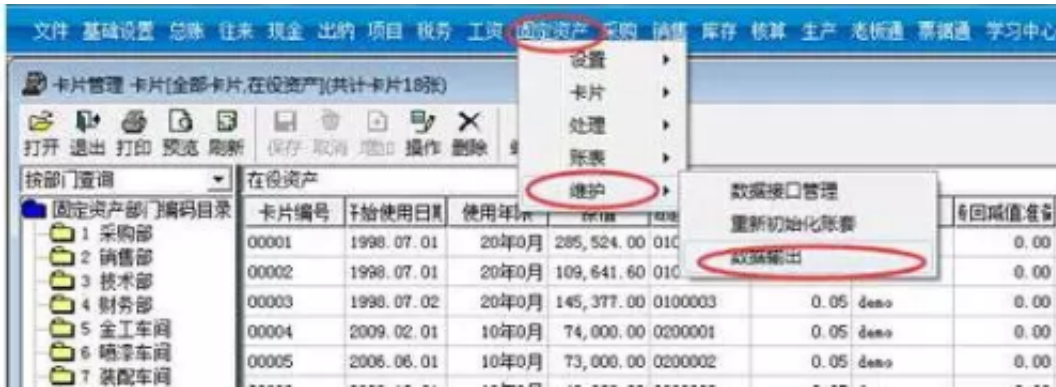 文件 基础设置 总账 往来 现金 出纳 项目 税务 工资 固定资产 采购 销售 库存 核算 生产 老板通 票据通 学习中心
设置
卡片管理 卡片[全部卡片,在役资产](共计卡片18张)
卡片
打开 退出 打印 预览 刷新 保存 取消 增加 操作 删除
处理
账表
按部门查询 在役资产
维护 数据接口管理
固定资产部门编码目录 卡片编号 开始使用日期 使用年限 原值
重新初始化账套
1 采购部 00001 1998.07.01 20年0月 285,524.00 010 0.00
2 销售部
数据输出
3 技术部 00002 1998.07.01 20年0月 109,641.60 010 0.00
4 财务部 00003 1998.07.02 20年0月 145,377.00 0100003 0.05 demo 0.00
5 金工车间 00004 2009.02.01 10年0月 74,000.00 0200001 0.05 demo 0.00
6 喷漆车间 00005 2006.06.01 10年0月 73,000.00 0200002 0.05 demo 0.00
7 装配车间